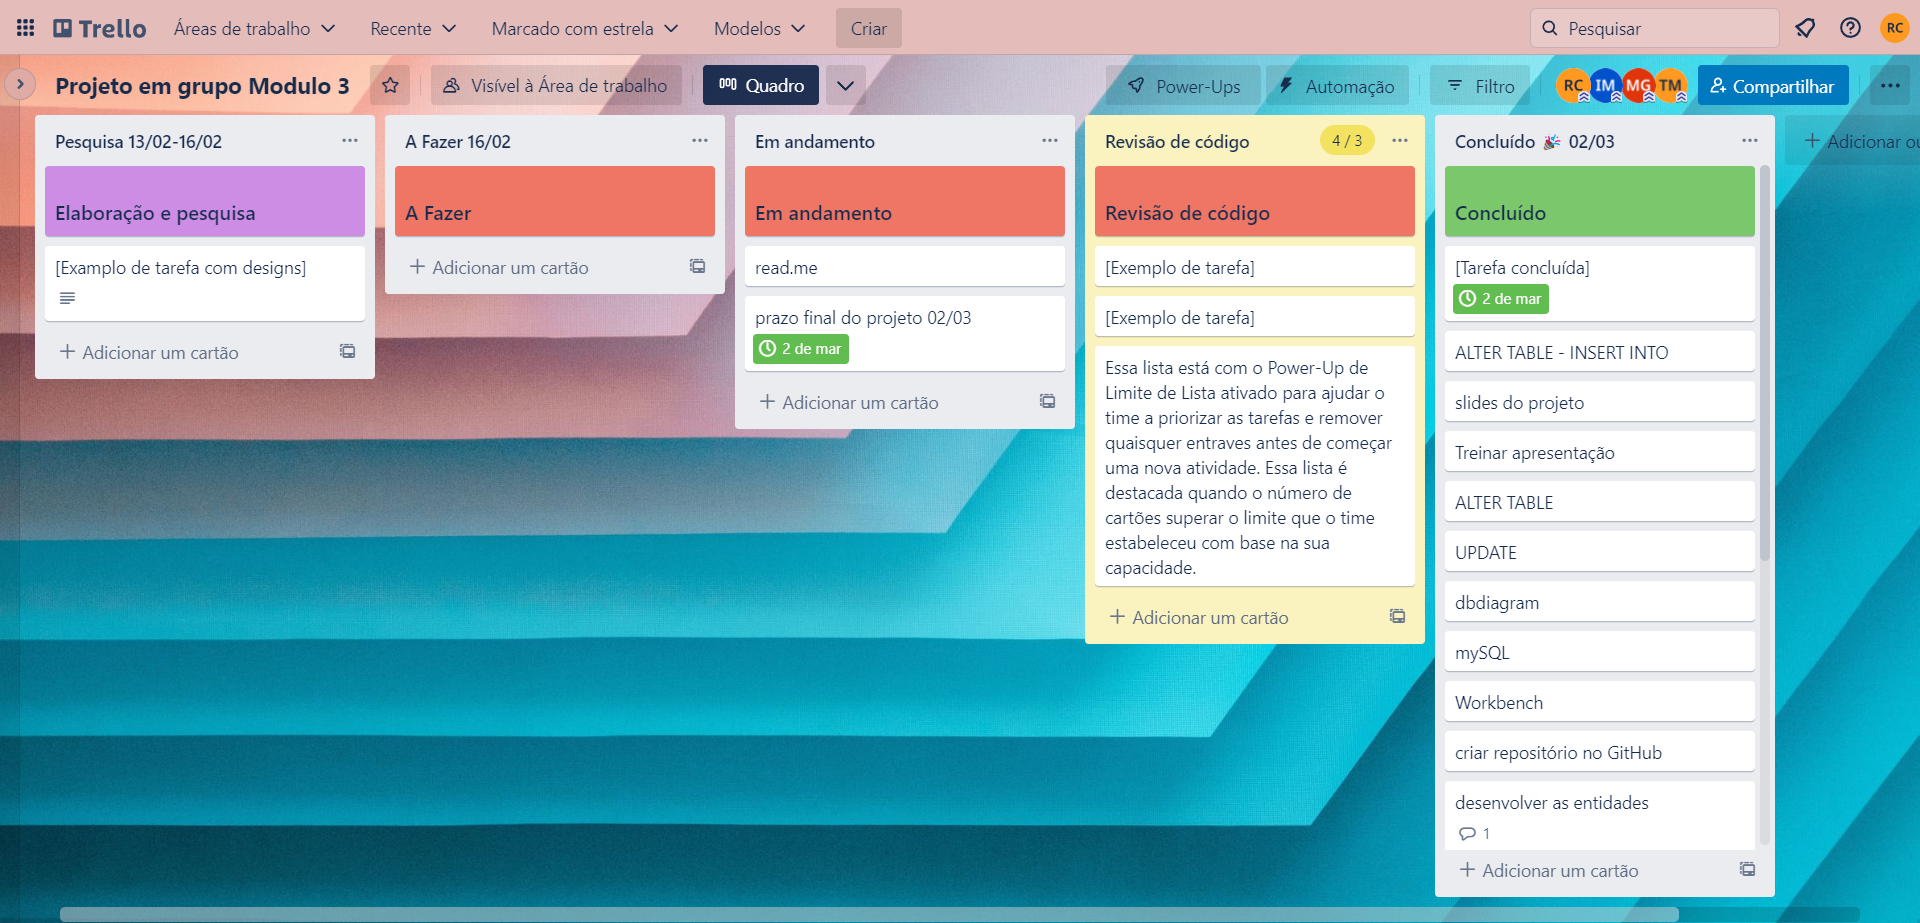 Trello
Áreas de trabalho
Recente
Marcado com estrela
Modelos
Criar
Pesquisar
RC
Projeto em grupo Modulo 3
Visível à Área de trabalho
Quadro
Power-Ups
Automação
Filtro
RC
IM
MG
TM
Compartilhar
Pesquisa 13/02-16/02
Elaboração e pesquisa
[Examplo de tarefa com designs]
Adicionar um cartão
A Fazer 16/02
A Fazer
Adicionar um cartão
Em andamento
Em andamento
read.me
prazo final do projeto 02/03
2 de mar
Adicionar um cartão
Revisão de código
4 / 3
Revisão de código
[Exemplo de tarefa]
[Exemplo de tarefa]
Essa lista está com o Power-Up de
Limite de Lista ativado para ajudar o
time a priorizar as tarefas e remover
quaisquer entraves antes de começar
uma nova atividade. Essa lista é
destacada quando o número de
cartões superar o limite que o time
estabeleceu com base na sua
capacidade.
Adicionar um cartão
Concluído 🎉 02/03
Concluído
[Tarefa concluída]
2 de mar
ALTER TABLE - INSERT INTO
slides do projeto
Treinar apresentação
ALTER TABLE
UPDATE
dbdiagram
mySQL
Workbench
criar repositório no GitHub
desenvolver as entidades
1
Adicionar um cartão
Adicionar ou